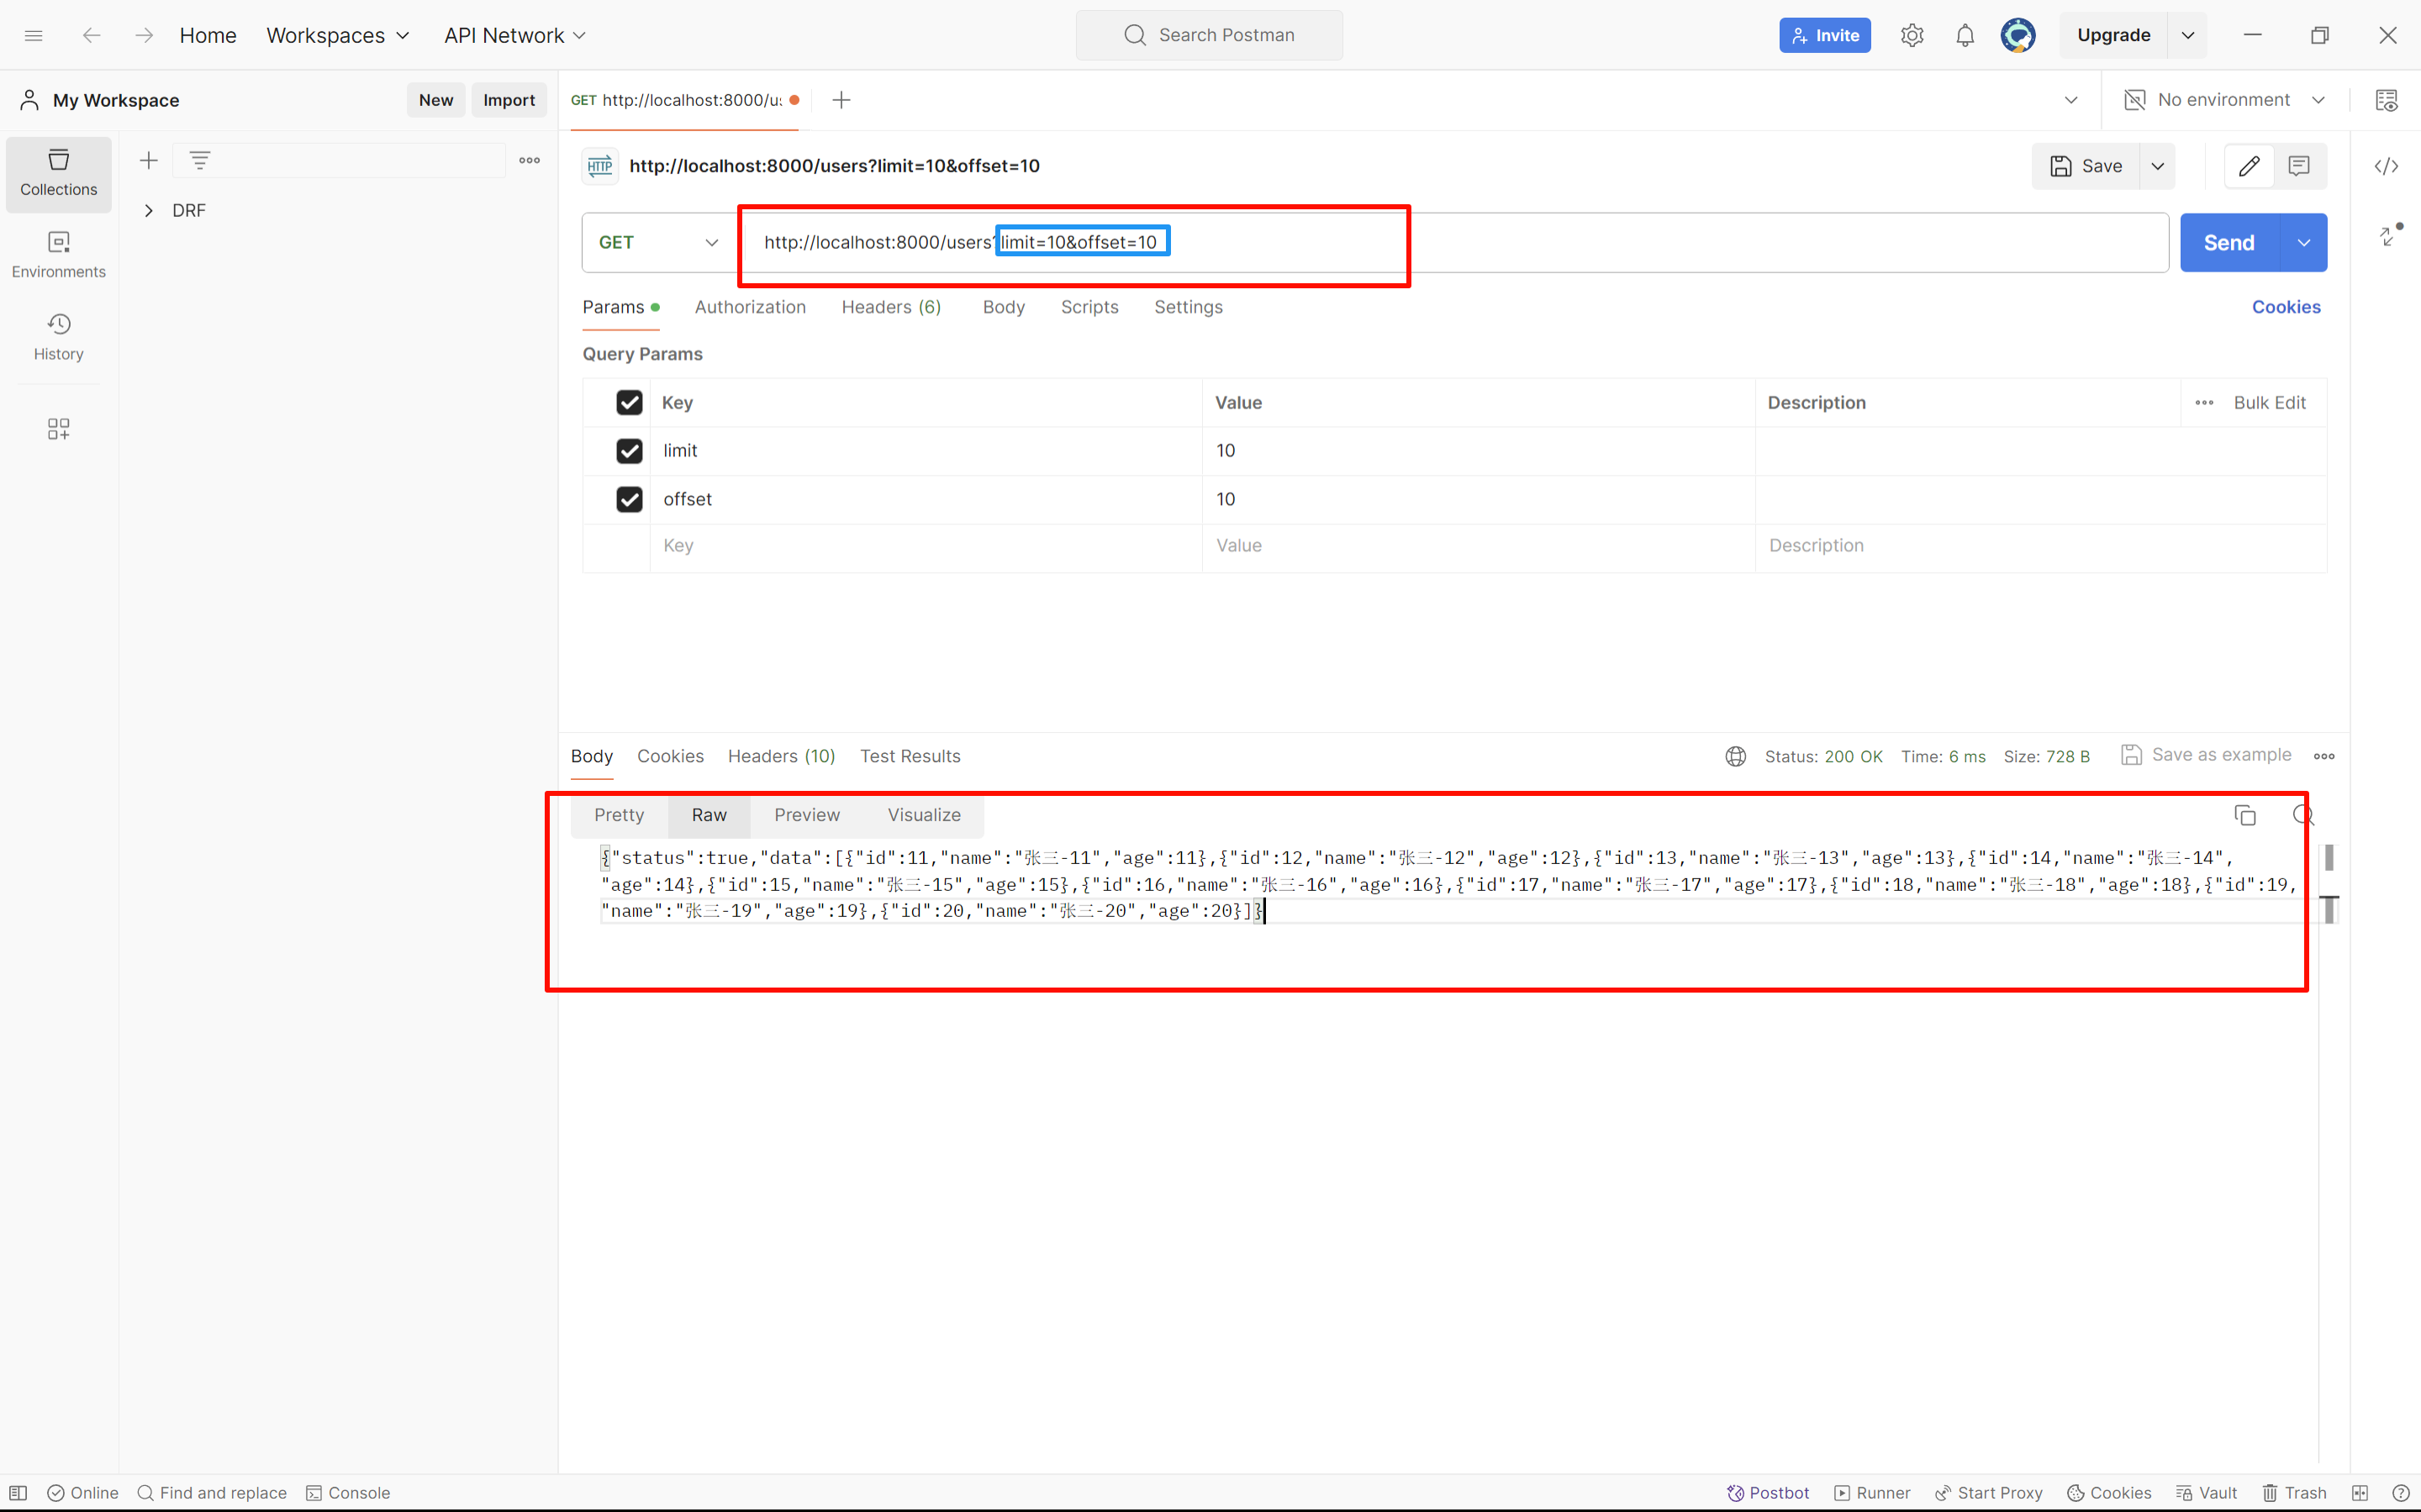 Home Workspaces API Network Search Postman Invite Upgrade
My Workspace New Import GET http://localhost:8000/us No environment
Collections
DRF
Environments
History
HTTP http://localhost:8000/users?limit=10&offset=10 Save
GET http://localhost:8000/users?limit=10&offset=10 Send
Params Authorization Headers (6) Body Scripts Settings Cookies
Query Params
Key Value Description Bulk Edit
limit 10
offset 10
Key Value Description
Body Cookies Headers (10) Test Results Status: 200 OK Time: 6 ms Size: 728 B Save as example
Pretty Raw Preview Visualize
{"status":true,"data":[{"id":11,"name":"张三-11","age":11},{"id":12,"name":"张三-12","age":12},{"id":13,"name":"张三-13","age":13},{"id":14,"name":"张三-14",
"age":14},{"id":15,"name":"张三-15","age":15},{"id":16,"name":"张三-16","age":16},{"id":17,"name":"张三-17","age":17},{"id":18,"name":"张三-18","age":18},{"id":19,
"name":"张三-19","age":19},{"id":20,"name":"张三-20","age":20}]}
Online Find and replace Console Postbot Runner Start Proxy Cookies Vault Trash